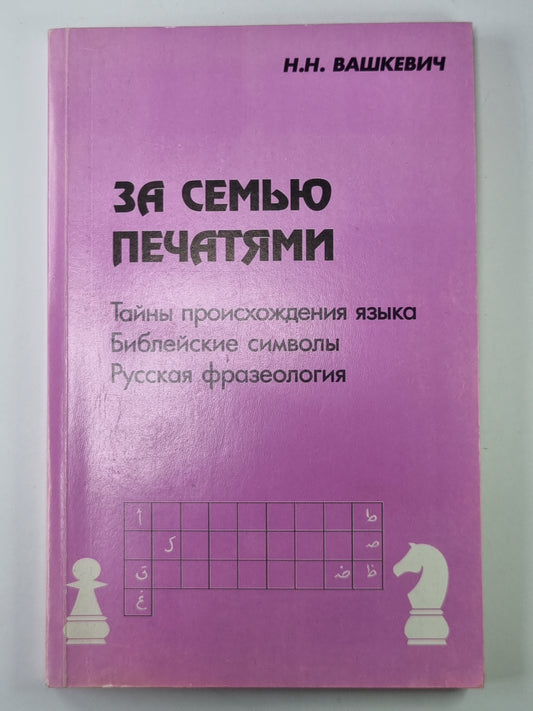 Н.Н. ВАШКЕВИЧ
ЗА СЕМЬЮ
ПЕЧАТЯМИ
Тайны происхождения языка
Библейские символы
Русская фразеология
أ ط
ر ص
ق ض ظ
غ